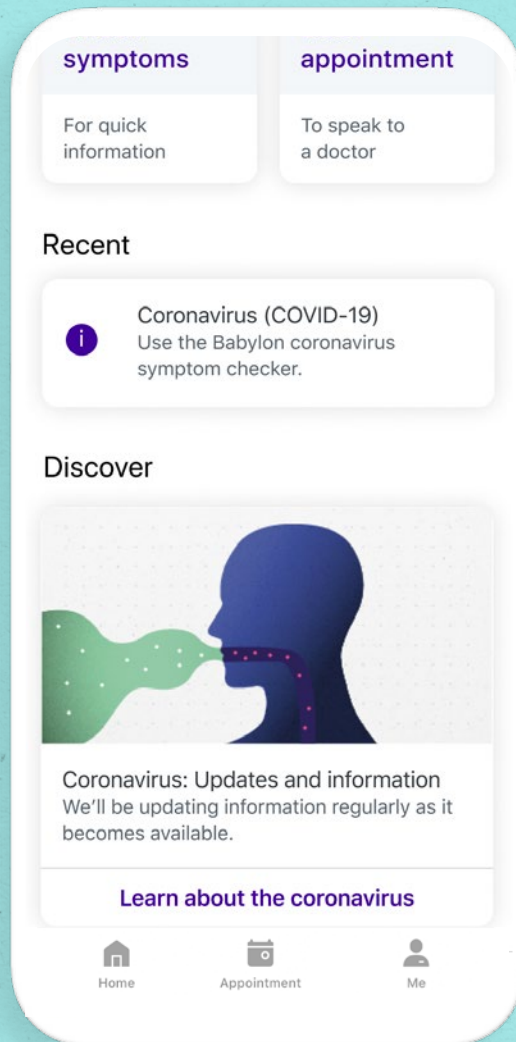 symptoms
appointment
For quick
information
To speak to
a doctor
Recent
i
Coronavirus (COVID-19)
Use the Babylon coronavirus
symptom checker.
Discover
Coronavirus: Updates and information
We'll be updating information regularly as it
becomes available.
Learn about the coronavirus
Home
Appointment
Me